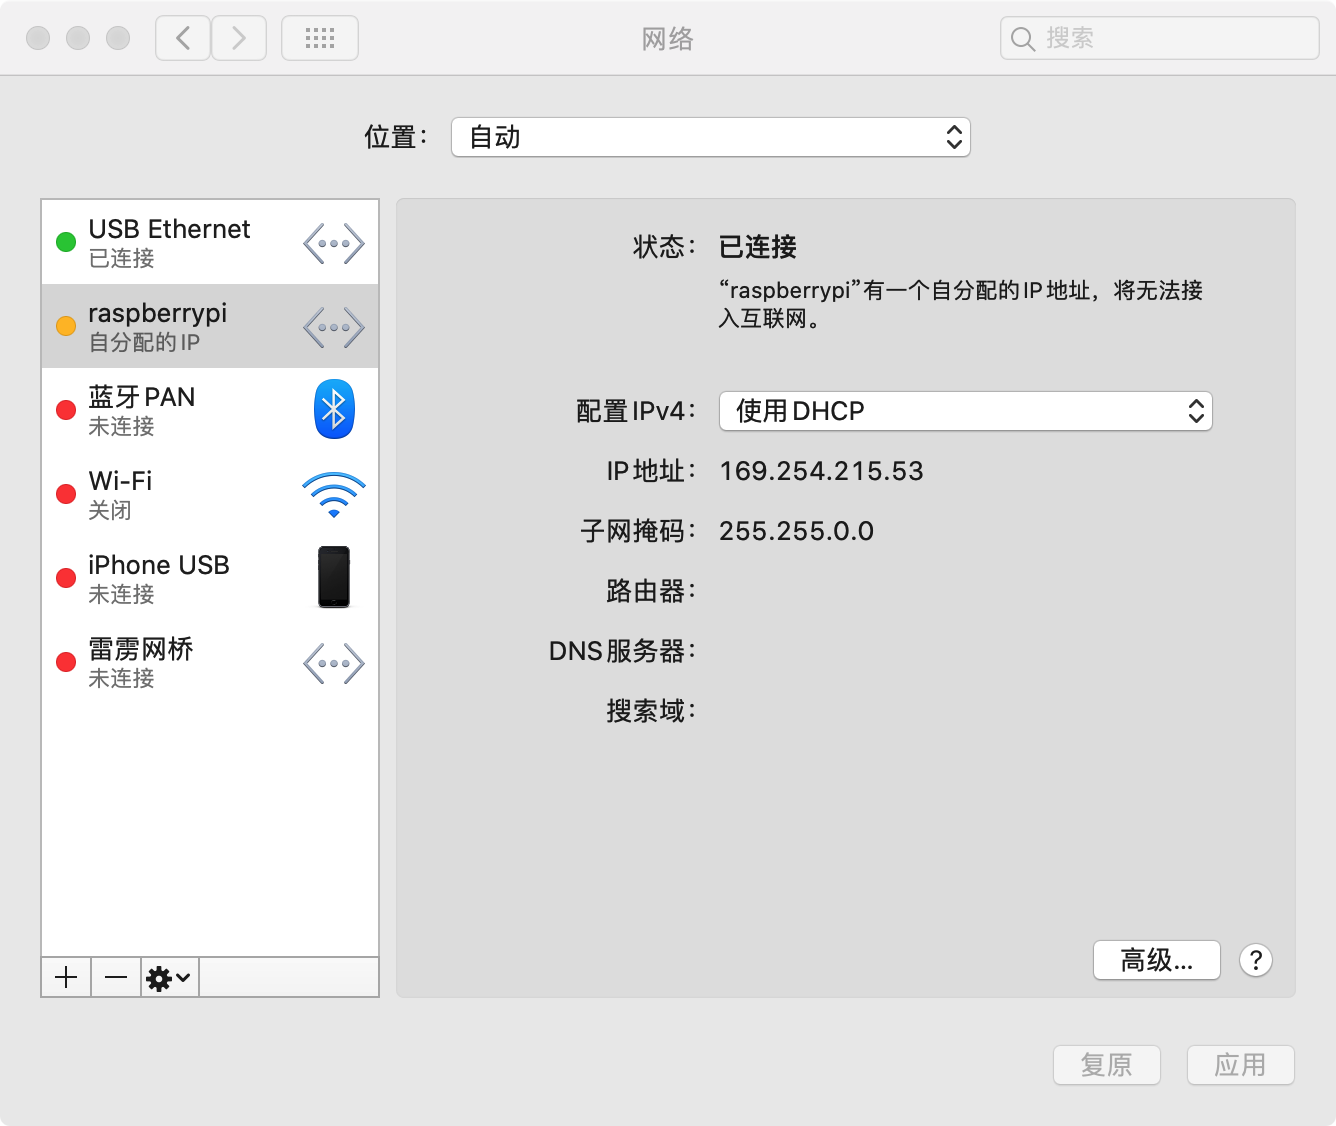 网络
搜索
位置：
自动
USB Ethernet
已连接
raspberrypi
自分配的 IP
蓝牙 PAN
未连接
Wi-Fi
关闭
iPhone USB
未连接
雷雳网桥
未连接
状态： 已连接
“raspberrypi”有一个自分配的 IP 地址，将无法接
入互联网。
配置 IPv4： 使用 DHCP
IP 地址： 169.254.215.53
子网掩码： 255.255.0.0
路由器：
DNS 服务器：
搜索域：
高级... ?
复原 应用